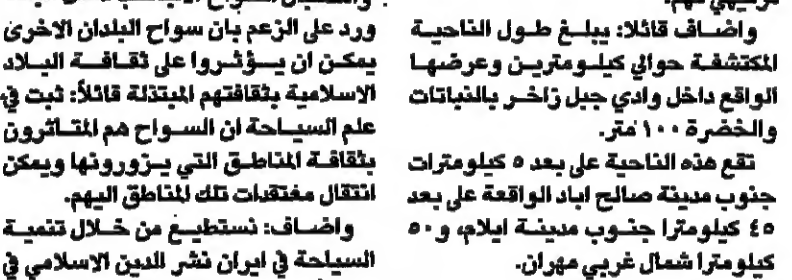 واضاف قائلا: يبلغ طول الناحية
المكتشفة حوالي كيلومترين وعرضها
الواقع داخل وادي جبل زاخر بالنباتات
والخضرة ١٠٠ متر.
تقع هذه الناحية على بعد ٥ كيلومترات
جنوب مدينة صالح اباد الواقعة على بعد
٤٥ كيلومترا جنوب مدينة ايلام، و ٥٠
كيلومترا شمال غربي مهران.
ورد على الزعم بان سواح البلدان الاخرى
يمكن ان يؤثروا على ثقافة البلاد
الاسلامية بثقافتهم المبتذلة قائلاً: ثبت في
علم السياحة ان السواح هم المتاثرون
بثقافة المناطق التي يزورونها ويمكن
انتقال معتقدات تلك المناطق اليهم.
واضاف: نستطيع من خلال تنمية
السياحة في ايران نشر الدين الاسلامي في